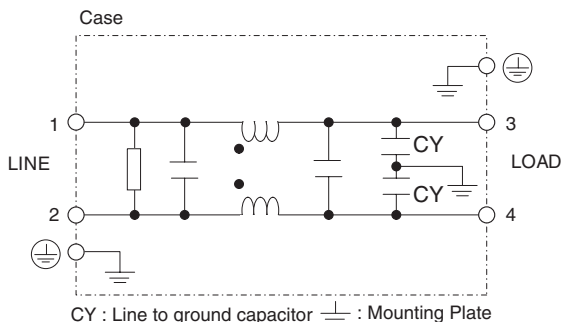 Case
1
3
CY
LINE
LOAD
CY
2
4
CY : Line to ground capacitor : Mounting Plate